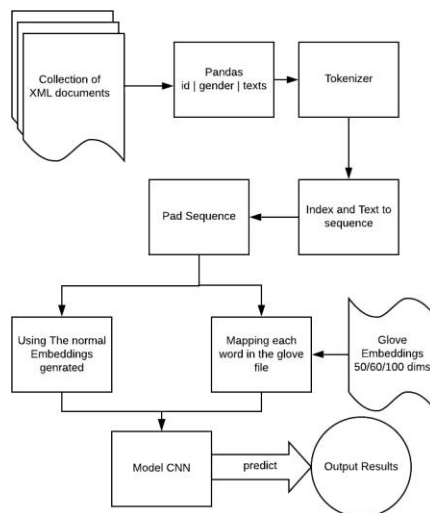 Collection of
XML documents
Pandas
id | gender | texts
Tokenizer
Pad Sequence
Index and Text to
sequence
Using The normal
Embeddings
genrated
Mapping each
word in the glove
file
Glove
Embeddings
50/60/100 dims
Model CNN
predict
Output Results